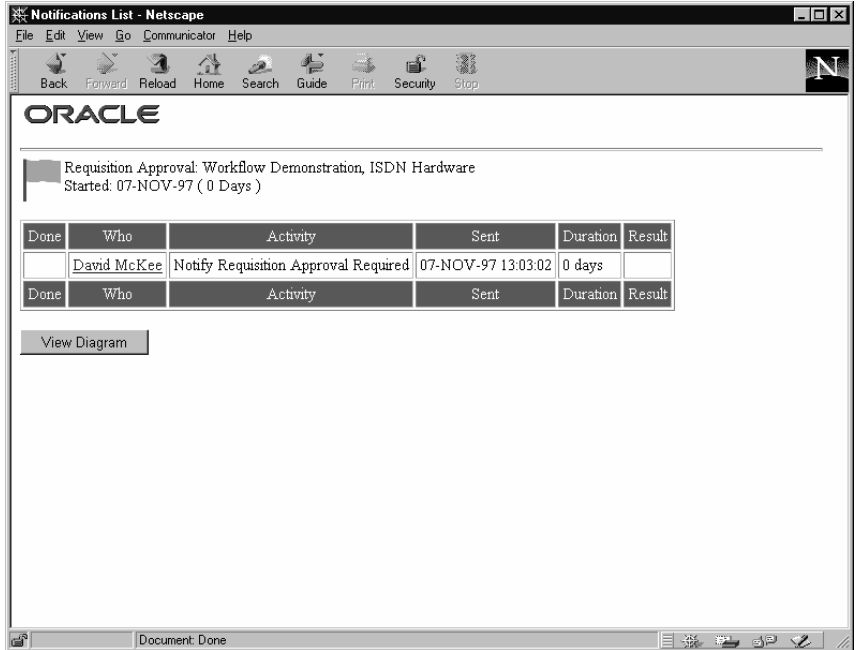 Notifications List - Netscape
File Edit View Go Communicator Help
Back Forward Reload Home Search Guide Print Security Stop
N
ORACLE
Requisition Approval: Workflow Demonstration, ISDN Hardware
Started: 07-NOV-97 ( 0 Days )
Done Who Activity Sent Duration Result
David McKee Notify Requisition Approval Required 07-NOV-97 13:03:02 0 days
Done Who Activity Sent Duration Result
View Diagram
Document: Done